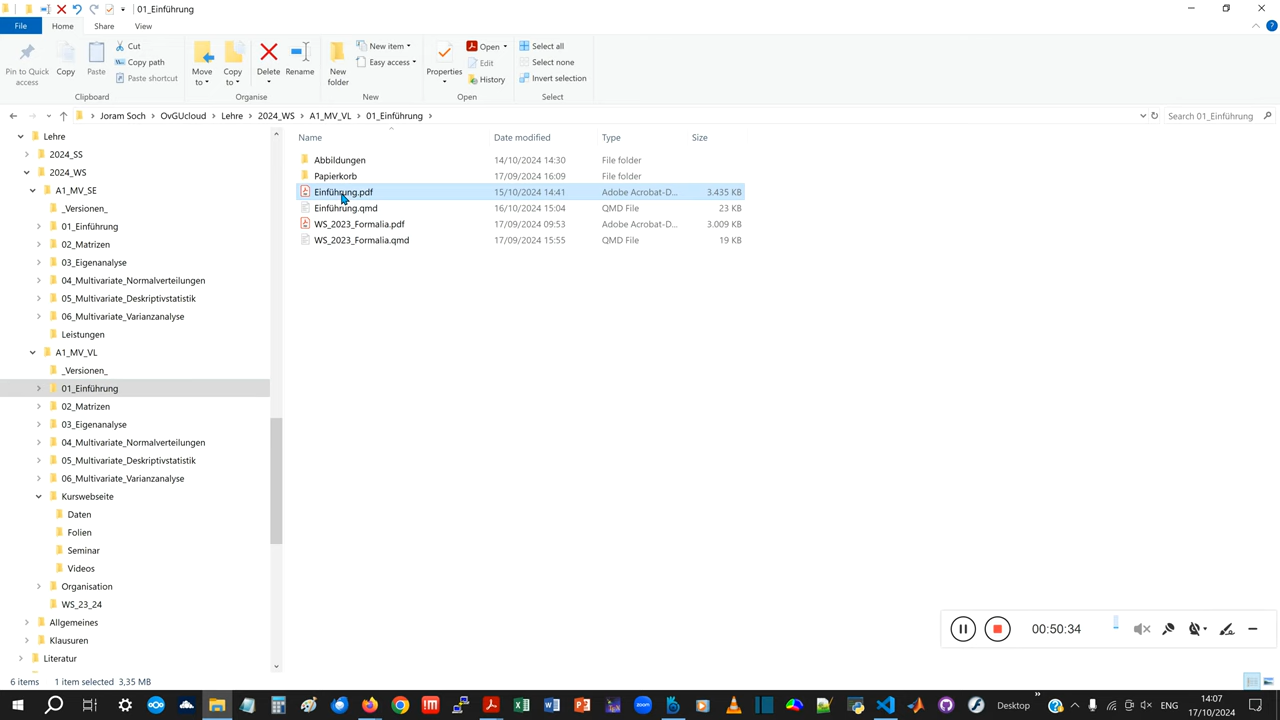 01_Einführung
File
Home
Share
View
Pin to Quick access
Copy
Paste
Cut
Copy path
Paste shortcut
Clipboard
Move to
Copy to
Delete
Rename
Organise
New folder
New item
Easy access
New
Properties
Open
Edit
History
Open
Select all
Select none
Invert selection
Select
Joram Soch > OvGUcloud > Lehre > 2024_WS > A1_MV_VL > 01_Einführung >
Search 01_Einführung
Lehre
2024_SS
2024_WS
A1_MV_SE
_Versionen_
01_Einführung
02_Matrizen
03_Eigenanalyse
04_Multivariate_Normalverteilungen
05_Multivariate_Deskriptivstatistik
06_Multivariate_Varianzanalyse
Leistungen
A1_MV_VL
_Versionen_
01_Einführung
02_Matrizen
03_Eigenanalyse
04_Multivariate_Normalverteilungen
05_Multivariate_Deskriptivstatistik
06_Multivariate_Varianzanalyse
Kurswebseite
Daten
Folien
Seminar
Videos
Organisation
WS_23_24
Allgemeines
Klausuren
Literatur
Name Date modified Type Size
Abbildungen 14/10/2024 14:30 File folder
Papierkorb 17/09/2024 16:09 File folder
Einführung.pdf 15/10/2024 14:41 Adobe Acrobat-D... 3.435 KB
Einführung.qmd 16/10/2024 15:04 QMD File 23 KB
WS_2023_Formalia.pdf 17/09/2024 09:53 Adobe Acrobat-D... 3.009 KB
WS_2023_Formalia.qmd 17/09/2024 15:55 QMD File 19 KB
00:50:34
6 items 1 item selected 3,35 MB
zoom
Desktop
ENG
14:07
17/10/2024